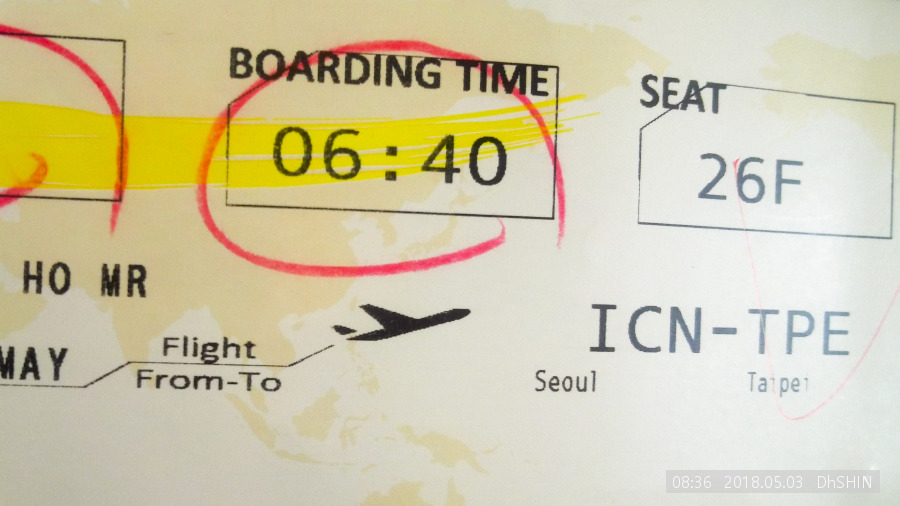 BOARDING TIME
SEAT
06:40
26F
HO MR
ICN-TPE
MAY
Flight
From-To
Seoul
Taipei
08:36 2018.05.03 DhSHIN